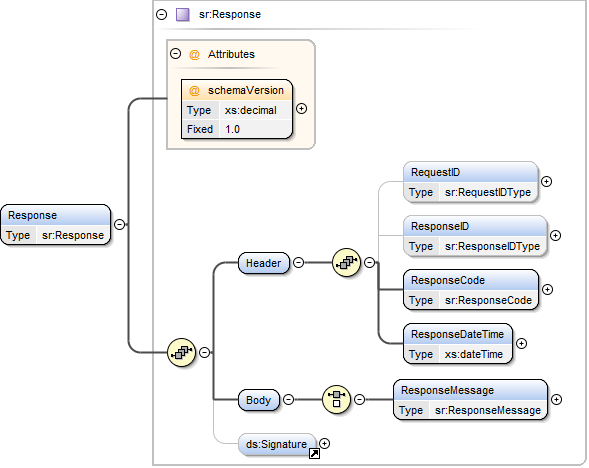 sr:Response
@ Attributes
@ schemaVersion
Type xs:decimal
Fixed 1.0
RequestID
Type sr:RequestIDType
Response
Type sr:Response
ResponseID
Type sr:ResponseIDType
Header
ResponseCode
Type sr:ResponseCode
ResponseDateTime
Type xs:dateTime
Body
ResponseMessage
Type sr:ResponseMessage
ds:Signature